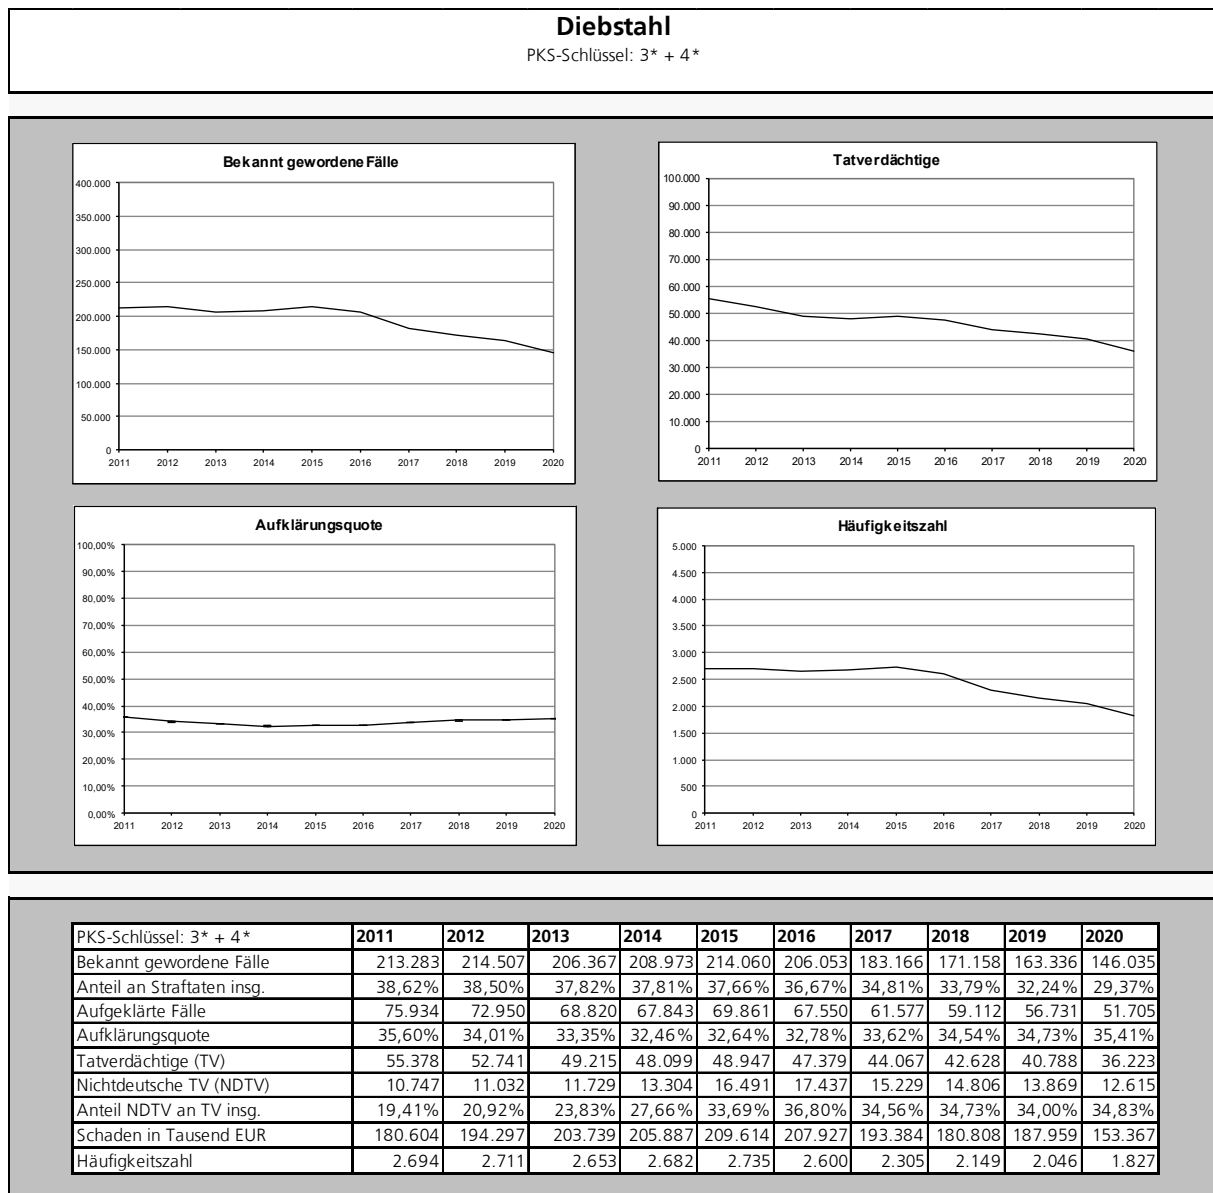 Diebstahl
PKS-Schlüssel: 3* + 4*
Bekannt gewordene Fälle
400.000
350.000
300.000
250.000
200.000
150.000
100.000
50.000
0
2011 2012 2013 2014 2015 2016 2017 2018 2019 2020
Tatverdächtige
100.000
90.000
80.000
70.000
60.000
50.000
40.000
30.000
20.000
10.000
0
2011 2012 2013 2014 2015 2016 2017 2018 2019 2020
Aufklärungsquote
100,00%
90,00%
80,00%
70,00%
60,00%
50,00%
40,00%
30,00%
20,00%
10,00%
0,00%
2011 2012 2013 2014 2015 2016 2017 2018 2019 2020
Häufigkeitszahl
5.000
4.500
4.000
3.500
3.000
2.500
2.000
1.500
1.000
500
0
2011 2012 2013 2014 2015 2016 2017 2018 2019 2020
PKS-Schlüssel: 3* + 4* 2011 2012 2013 2014 2015 2016 2017 2018 2019 2020
Bekannt gewordene Fälle 213.283 214.507 206.367 208.973 214.060 206.053 183.166 171.158 163.336 146.035
Anteil an Straftaten insg. 38,62% 38,50% 37,82% 37,81% 37,66% 36,67% 34,81% 33,79% 32,24% 29,37%
Aufgeklärte Fälle 75.934 72.950 68.820 67.843 69.861 67.550 61.577 59.112 56.731 51.705
Aufklärungsquote 35,60% 34,01% 33,35% 32,46% 32,64% 32,78% 33,62% 34,54% 34,73% 35,41%
Tatverdächtige (TV) 55.378 52.741 49.215 48.099 48.947 47.379 44.067 42.628 40.788 36.223
Nichtdeutsche TV (NDTV) 10.747 11.032 11.729 13.304 16.491 17.437 15.229 14.806 13.869 12.615
Anteil NDTV an TV insg. 19,41% 20,92% 23,83% 27,66% 33,69% 36,80% 34,56% 34,73% 34,00% 34,83%
Schaden in Tausend EUR 180.604 194.297 203.739 205.887 209.614 207.927 193.384 180.808 187.959 153.367
Häufigkeitszahl 2.694 2.711 2.653 2.682 2.735 2.600 2.305 2.149 2.046 1.827